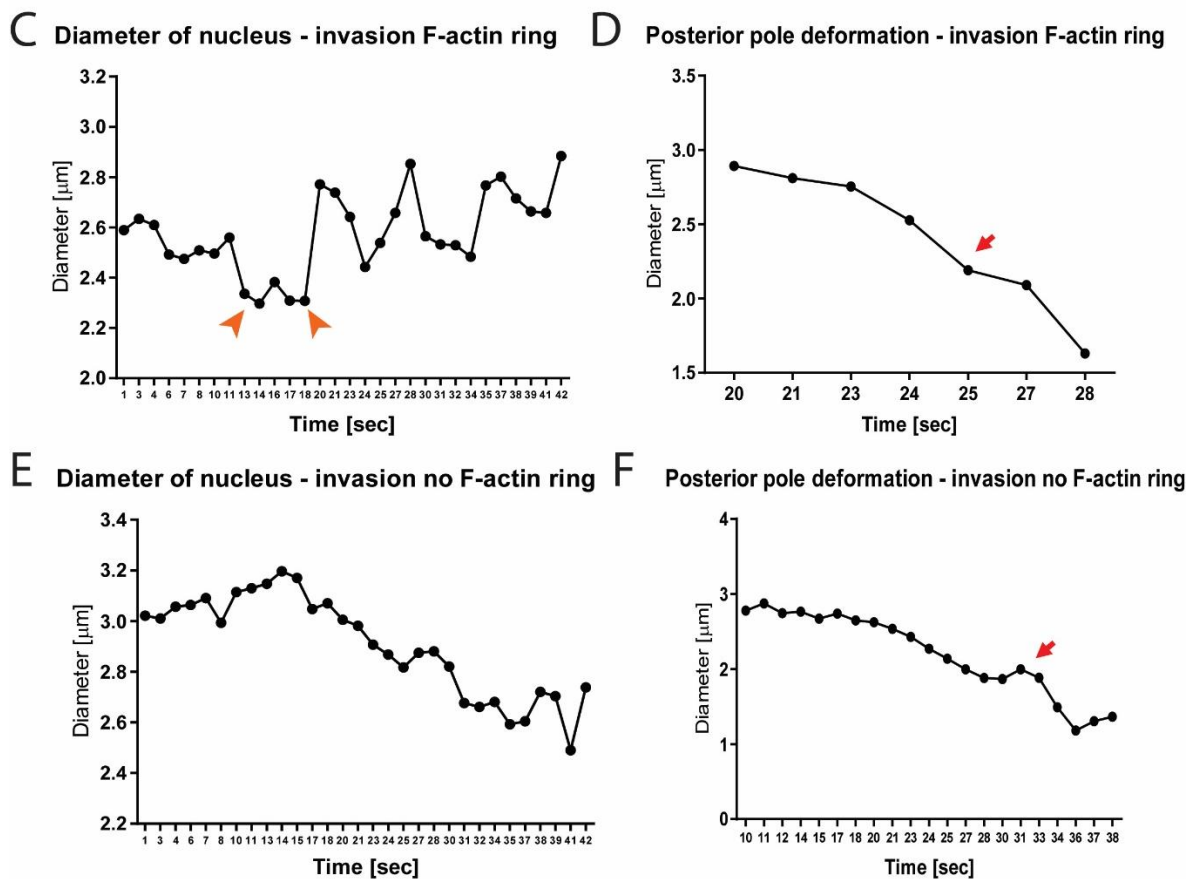 C Diameter of nucleus - invasion F-actin ring
3.2
3.0
2.8
2.6
2.4
2.2
2.0
Diameter [µm]
1 3 4 6 7 8 10 11 13 14 16 17 18 20 21 23 24 25 27 28 30 31 32 34 35 37 38 39 41 42
Time [sec]
D Posterior pole deformation - invasion F-actin ring
3.5
3.0
2.5
2.0
1.5
Diameter [µm]
20 21 23 24 25 27 28
Time [sec]
E Diameter of nucleus - invasion no F-actin ring
3.4
3.2
3.0
2.8
2.6
2.4
2.2
Diameter [µm]
1 3 4 6 7 8 10 11 13 14 15 17 18 20 21 23 24 25 27 28 30 31 32 34 35 37 38 39 41 42
Time [sec]
F Posterior pole deformation - invasion no F-actin ring
4
3
2
1
0
Diameter [µm]
10 11 12 14 15 17 18 20 21 23 24 25 27 28 30 31 33 34 36 37 38
Time [sec]